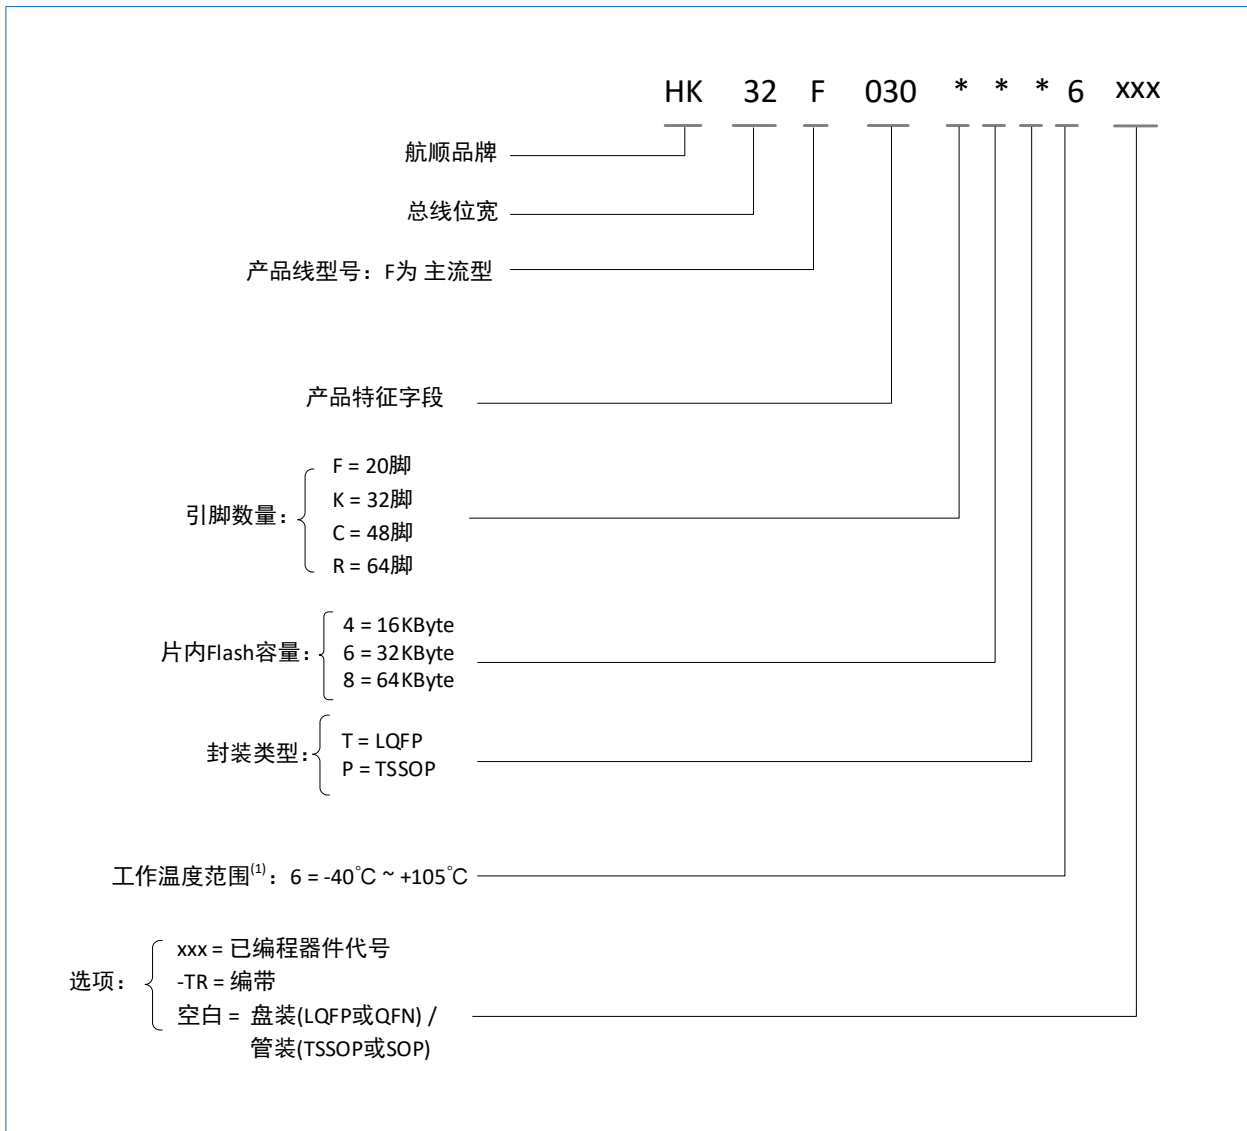 HK 32 F 030 * * * 6 xxx
航顺品牌
总线位宽
产品线型号：F为 主流型
产品特征字段
引脚数量：
F = 20脚
K = 32脚
C = 48脚
R = 64脚
片内Flash容量：
4 = 16KByte
6 = 32KByte
8 = 64KByte
封装类型：
T = LQFP
P = TSSOP
工作温度范围(1)：6 = -40℃ ~ +105℃
选项：
xxx = 已编程器件代号
-TR = 编带
空白 = 盘装(LQFP或QFN) /
管装(TSSOP或SOP)